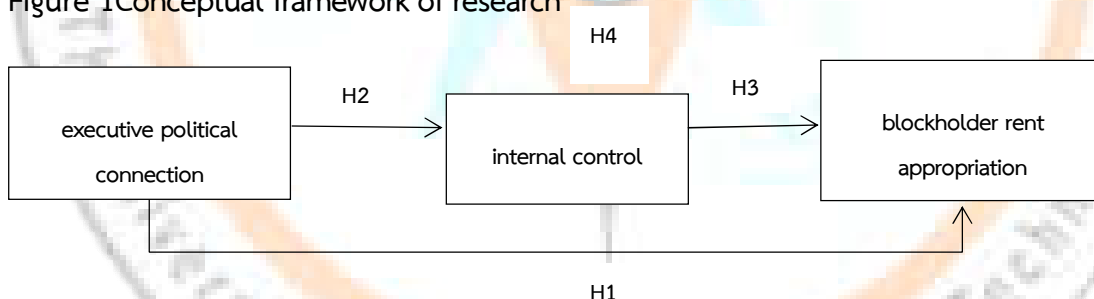 Figure 1Conceptual framework of research
H4
H2
H3
executive political
connection
internal control
blockholder rent
appropriation
H1